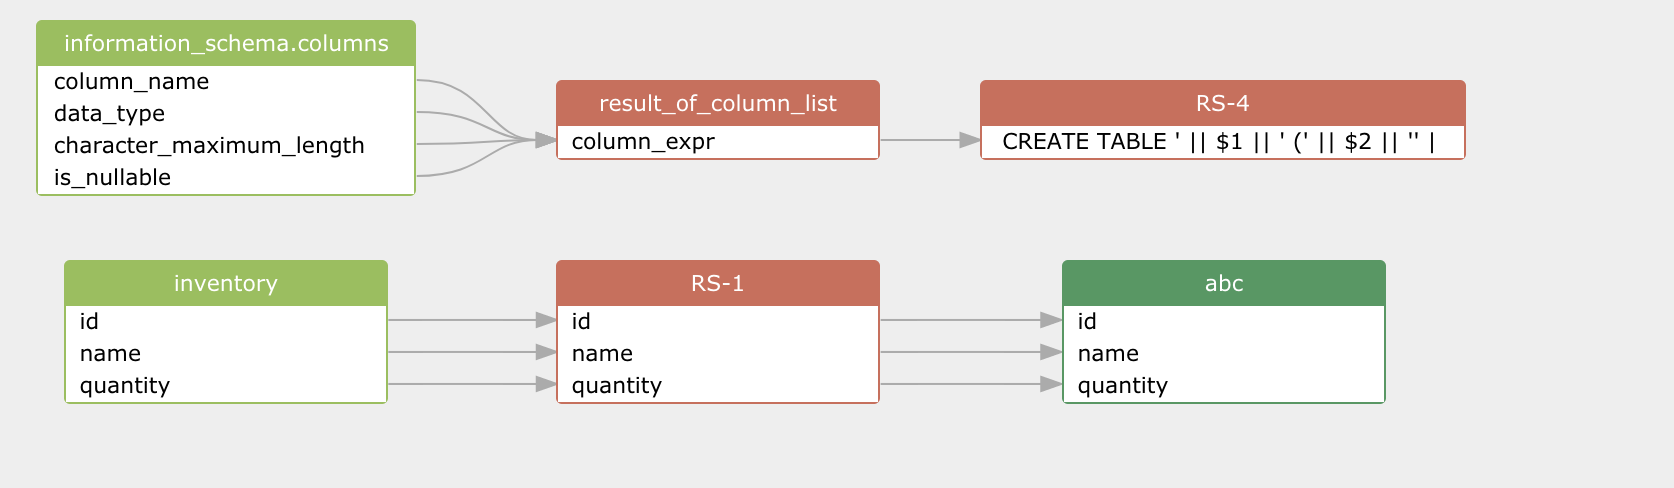 information_schema.columns
column_name
data_type
character_maximum_length
is_nullable
result_of_column_list
column_expr
RS-4
CREATE TABLE ' || $1 || ' (' || $2 || '' |
inventory
id
name
quantity
RS-1
id
name
quantity
abc
id
name
quantity